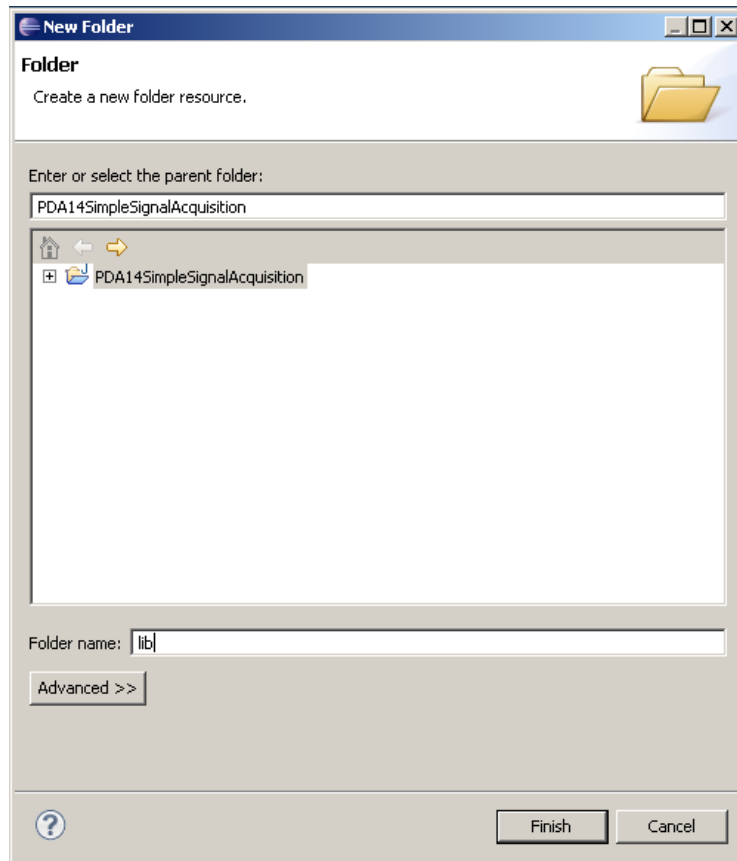 New Folder
Folder
Create a new folder resource.
Enter or select the parent folder:
PDA14SimpleSignalAcquisition
PDA14SimpleSignalAcquisition
Folder name: lib
Advanced >>
? Finish Cancel